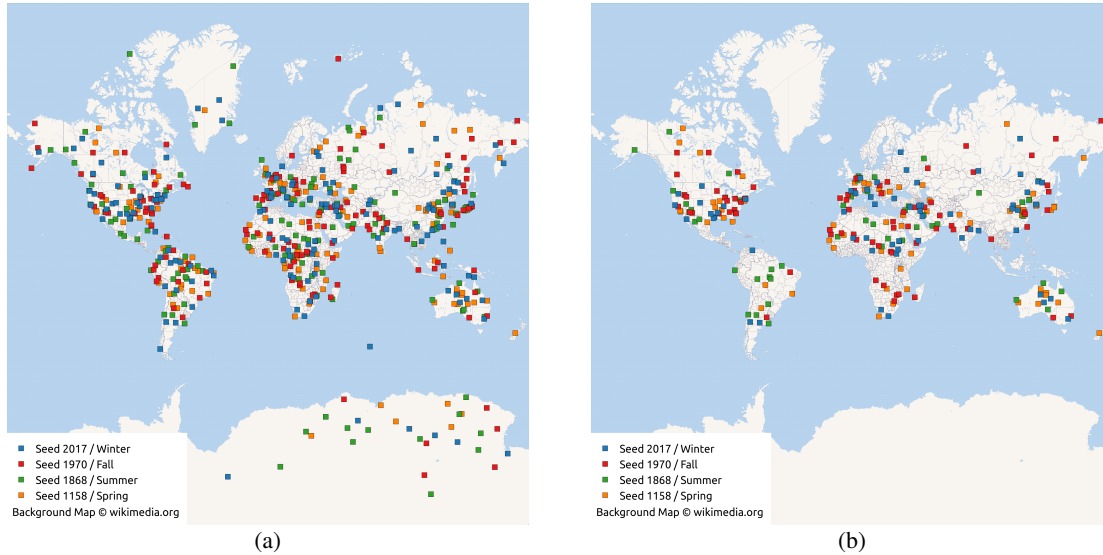 Seed 2017 / Winter
Seed 1970 / Fall
Seed 1868 / Summer
Seed 1158 / Spring
Background Map © wikimedia.org
(a)
Seed 2017 / Winter
Seed 1970 / Fall
Seed 1868 / Summer
Seed 1158 / Spring
Background Map © wikimedia.org
(b)